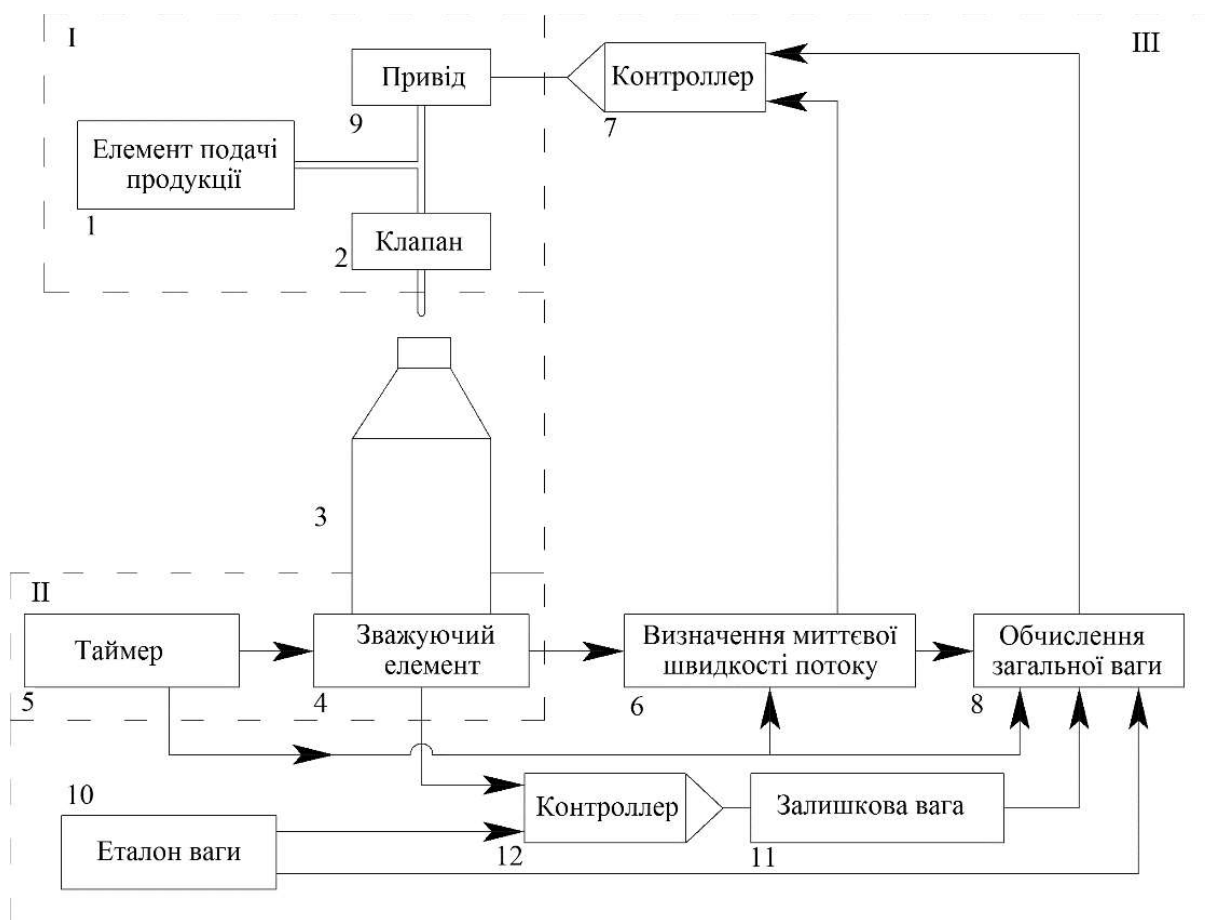 I
III
Привід
Контроллер
9
7
Елемент подачі
продукції
1
Клапан
2
3
II
Таймер
Зважуючий
елемент
Визначення миттєвої
швидкості потоку
Обчислення
загальної ваги
5
4
6
8
10
Контроллер
Залишкова вага
Еталон ваги
12
11